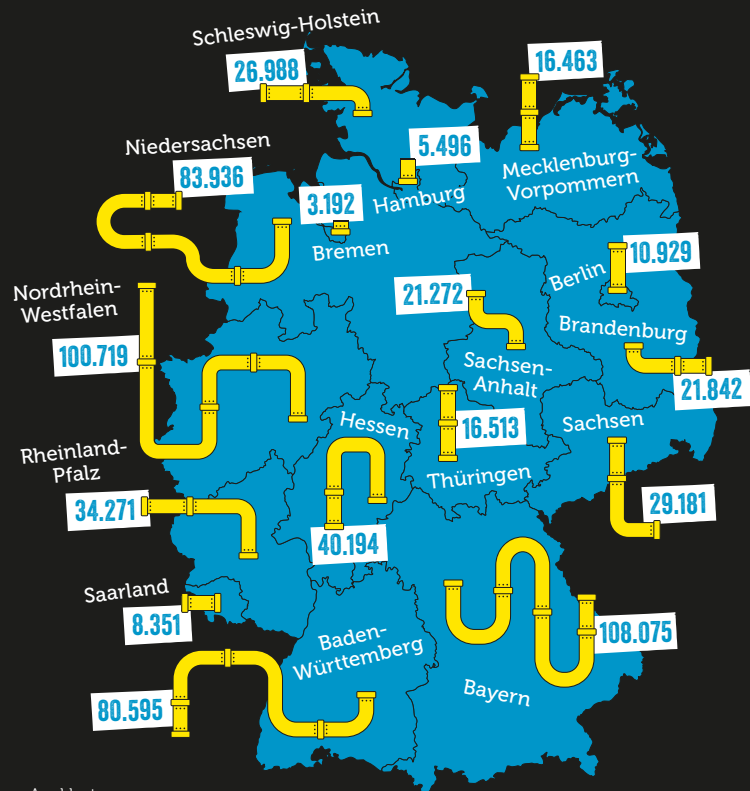 Schleswig-Holstein
26.988
16.463
Niedersachsen
83.936
5.496
Hamburg
Mecklenburg-
Vorpommern
3.192
Bremen
10.929
Berlin
Nordrhein-
Westfalen
100.719
21.272
Sachsen-
Anhalt
Brandenburg
21.842
Hessen
40.194
16.513
Thüringen
Sachsen
29.181
Rheinland-
Pfalz
34.271
Saarland
8.351
Baden-
Württemberg
80.595
108.075
Bayern